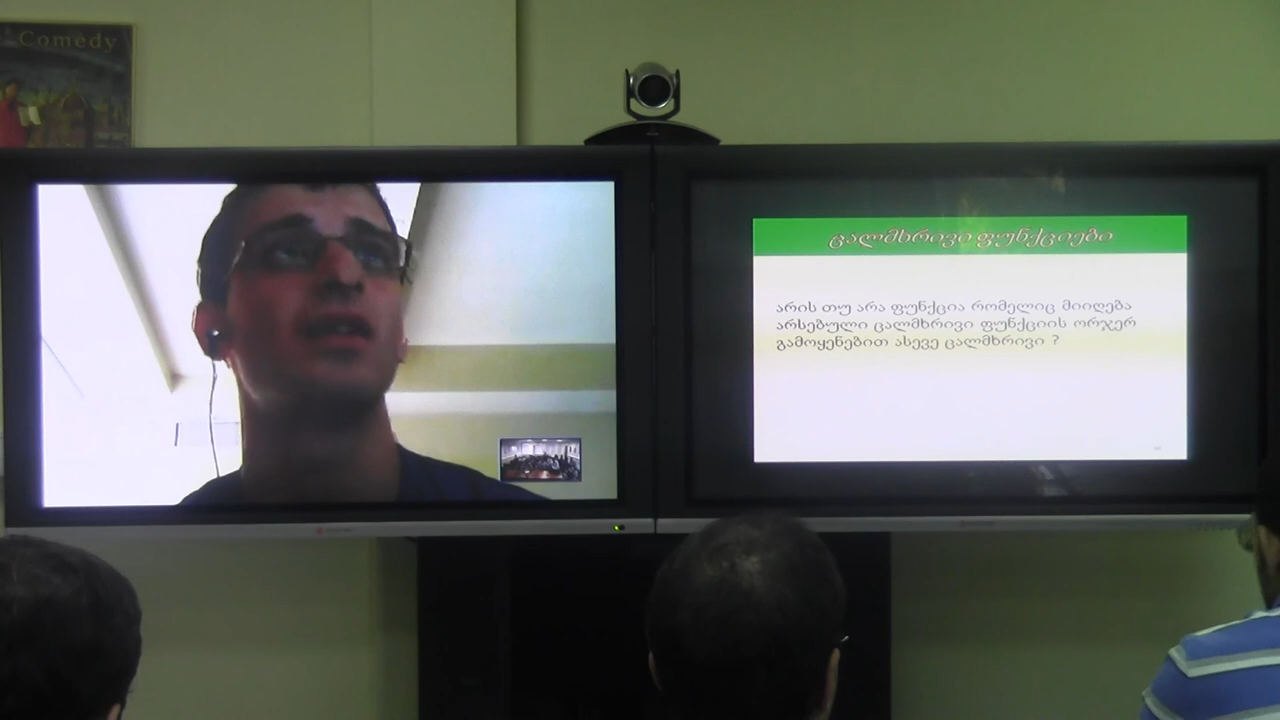 Comedy
ცალმხრივი ფუნქციები
არის თუ არა ფუნქცია რომელიც მიიღება
არსებული ცალმხრივი ფუნქციის ორჯერ
გამოყენებით ასევე ცალმხრივი ?